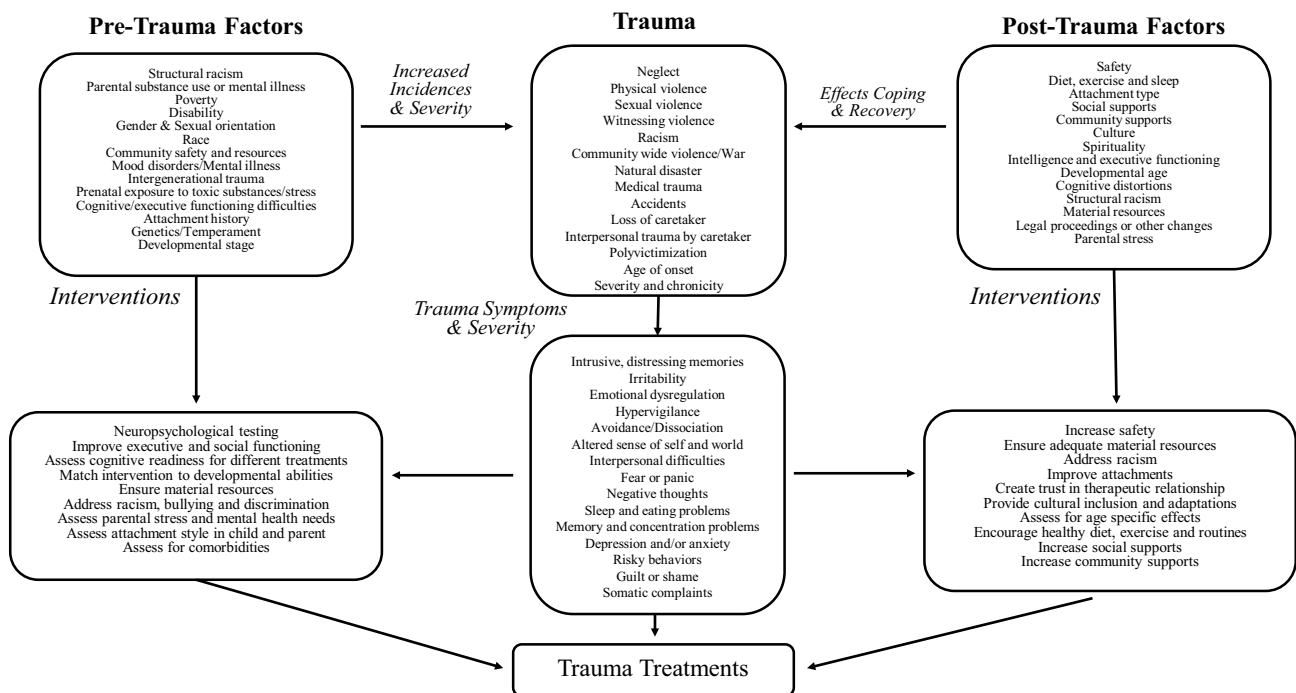 Pre-Trauma Factors
Trauma
Post-Trauma Factors
Structural racism
Parental substance use or mental illness
Poverty
Disability
Gender & Sexual orientation
Race
Community safety and resources
Mood disorders/Mental illness
Intergenerational trauma
Prenatal exposure to toxic substances/stress
Cognitive/executive functioning difficulties
Attachment history
Genetics/Temperament
Developmental stage
Increased
Incidences
& Severity
Neglect
Physical violence
Sexual violence
Witnessing violence
Racism
Community wide violence/War
Natural disaster
Medical trauma
Accidents
Loss of caretaker
Interpersonal trauma by caretaker
Polyvictimization
Age of onset
Severity and chronicity
Effects Coping
& Recovery
Safety
Diet, exercise and sleep
Attachment type
Social supports
Community supports
Culture
Spirituality
Intelligence and executive functioning
Developmental age
Cognitive distortions
Structural racism
Material resources
Legal proceedings or other changes
Parental stress
Interventions
Trauma Symptoms
& Severity
Interventions
Neuropsychological testing
Improve executive and social functioning
Assess cognitive readiness for different treatments
Match intervention to developmental abilities
Ensure material resources
Address racism, bullying and discrimination
Assess parental stress and mental health needs
Assess attachment style in child and parent
Assess for comorbidities
Intrusive, distressing memories
Irritability
Emotional dysregulation
Hypervigilance
Avoidance/Dissociation
Altered sense of self and world
Interpersonal difficulties
Fear or panic
Negative thoughts
Sleep and eating problems
Memory and concentration problems
Depression and/or anxiety
Risky behaviors
Guilt or shame
Somatic complaints
Increase safety
Ensure adequate material resources
Address racism
Improve attachments
Create trust in therapeutic relationship
Provide cultural inclusion and adaptations
Assess for age specific effects
Encourage healthy diet, exercise and routines
Increase social supports
Increase community supports
Trauma Treatments